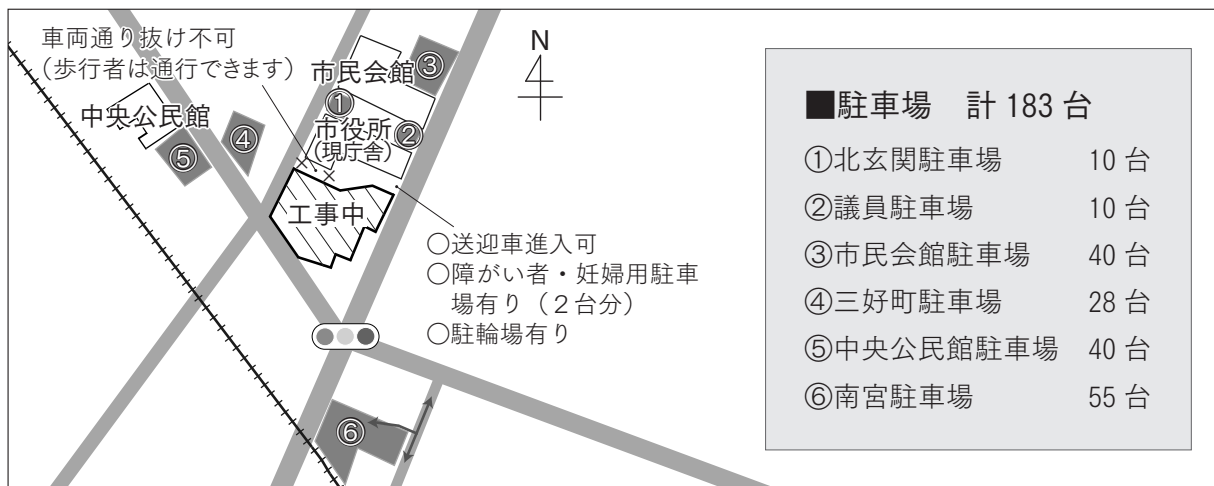 車両通り抜け不可
（歩行者は通行できます）
市民会館
③
N
中央公民館
①
④
市役所
（現庁舎）
②
⑤
工事中
○送迎車進入可
○障がい者・妊婦用駐車
場有り（２台分）
○駐輪場有り
⑥
■駐車場　計 183 台
①北玄関駐車場　10 台
②議員駐車場　10 台
③市民会館駐車場　40 台
④三好町駐車場　28 台
⑤中央公民館駐車場　40 台
⑥南宮駐車場　55 台